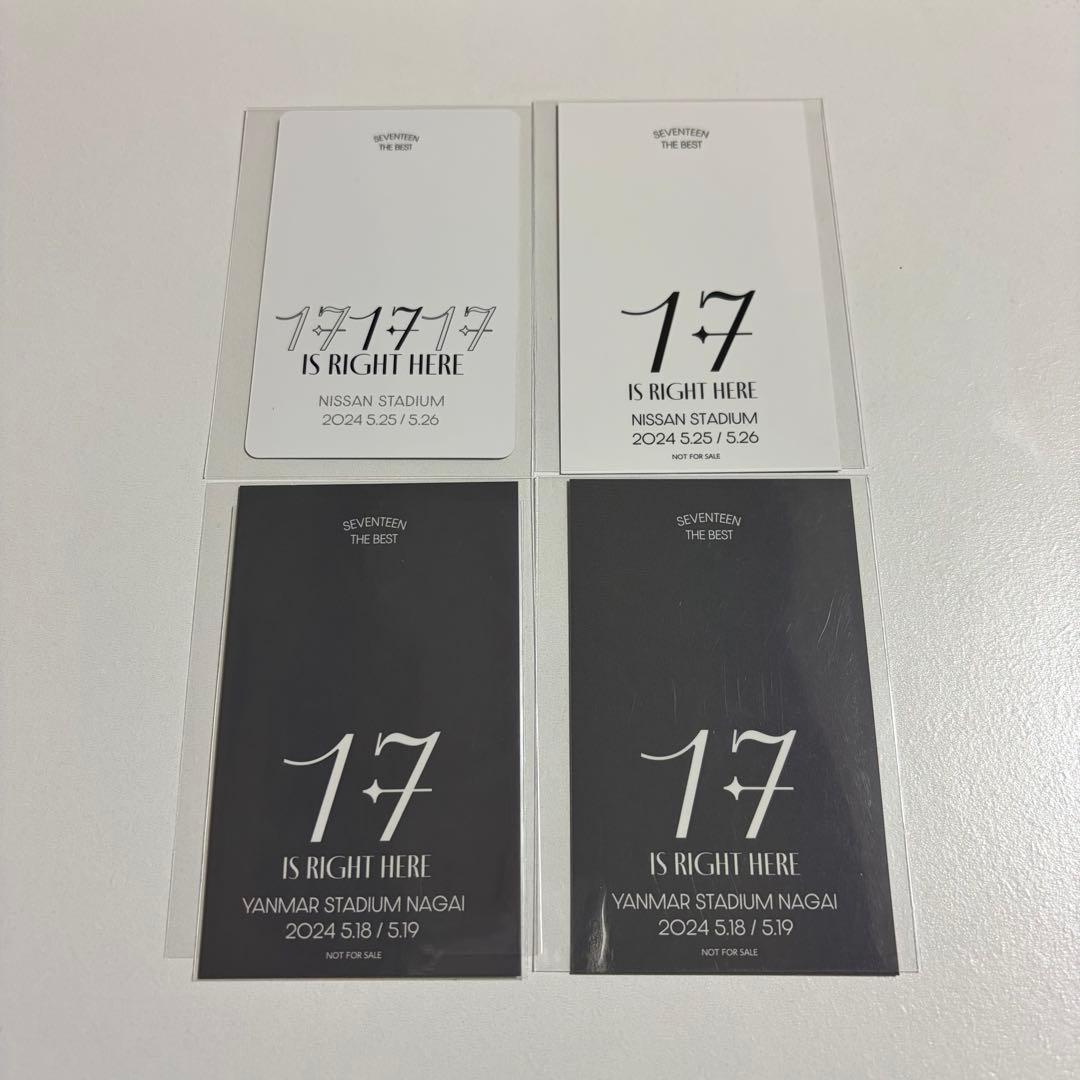 SEVENTEEN
THE BEST
17 17 17
IS RIGHT HERE
NISSAN STADIUM
2024 5.25 / 5.26
SEVENTEEN
THE BEST
17
IS RIGHT HERE
NISSAN STADIUM
2024 5.25 / 5.26
NOT FOR SALE
SEVENTEEN
THE BEST
17
IS RIGHT HERE
YANMAR STADIUM NAGAI
2024 5.18 / 5.19
NOT FOR SALE
SEVENTEEN
THE BEST
17
IS RIGHT HERE
YANMAR STADIUM NAGAI
2024 5.18 / 5.19
NOT FOR SALE